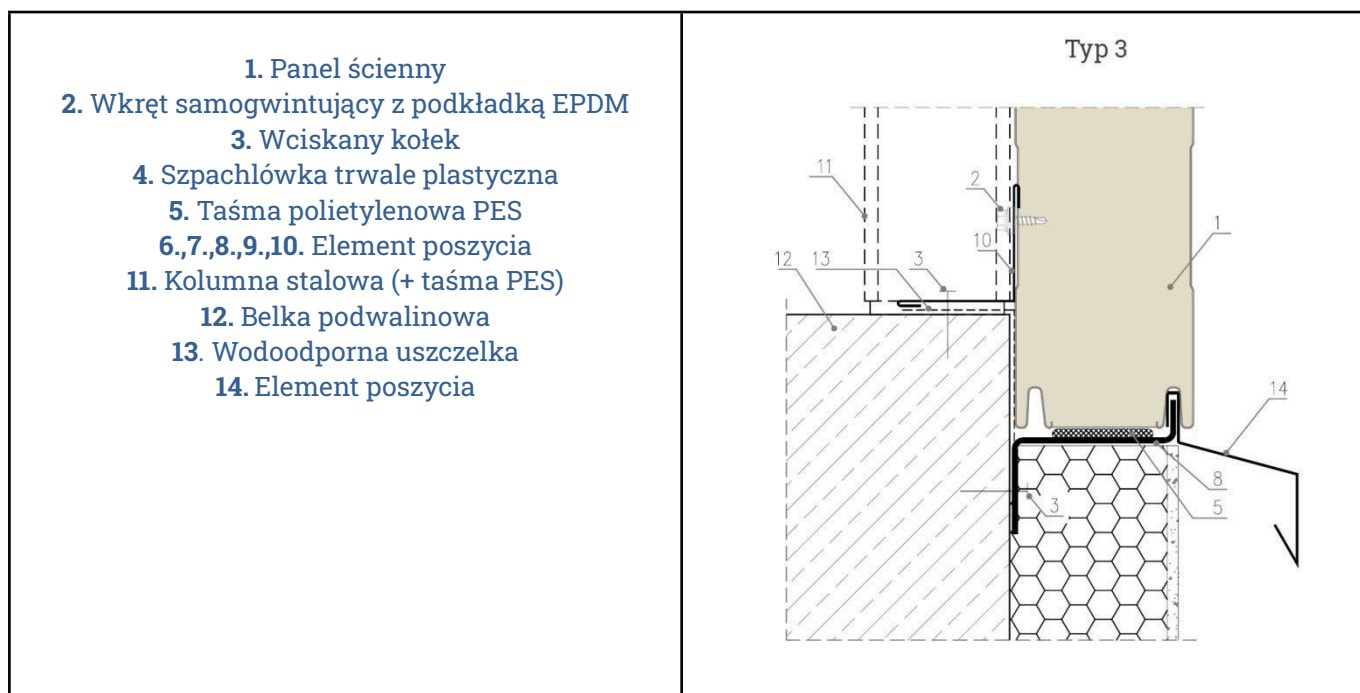 1. Panel ścienny
2. Wkręt samogwintujący z podkładką EPDM
3. Wciskany kołek
4. Szpachlówka trwale plastyczna
5. Taśma polietylenowa PES
6.,7.,8.,9.,10. Element poszycia
11. Kolumna stalowa (+ taśma PES)
12. Belka podwalinowa
13. Wodoodporna uszczelka
14. Element poszycia
Typ 3
11
2
1
12
13
3
10
14
8
3
5